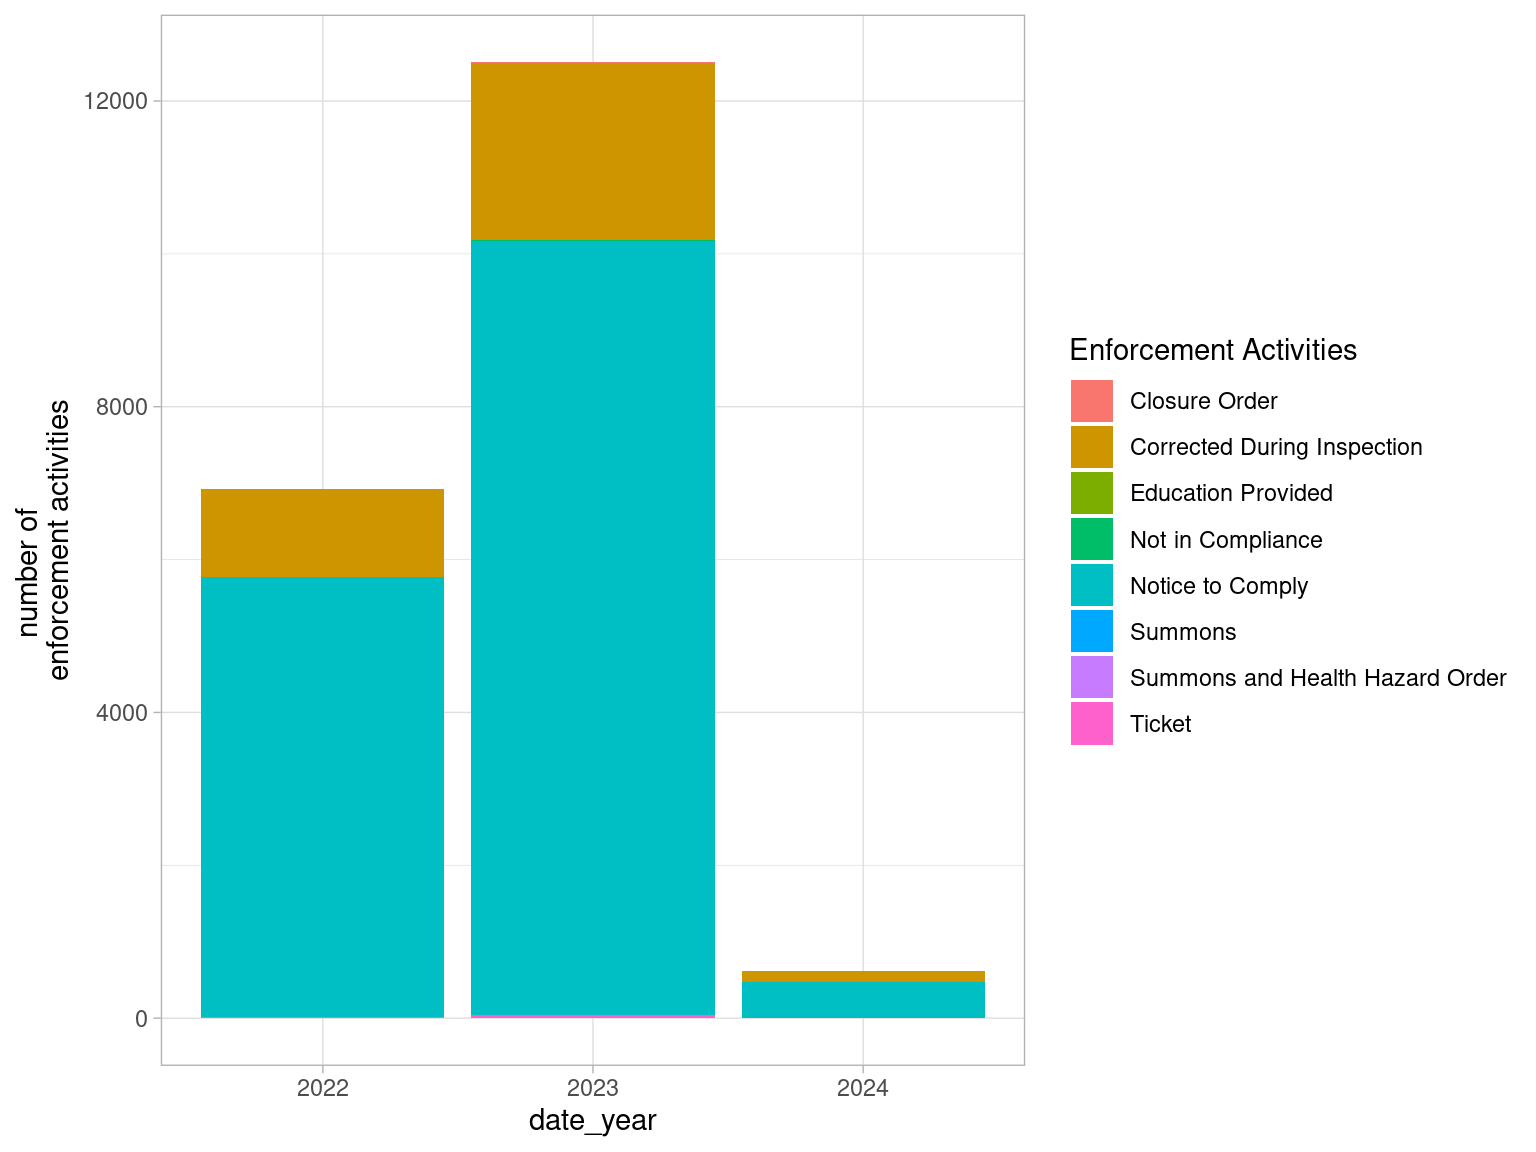 12000
8000
4000
0
number of
enforcement activities
2022
2023
2024
date_year
Enforcement Activities
Closure Order
Corrected During Inspection
Education Provided
Not in Compliance
Notice to Comply
Summons
Summons and Health Hazard Order
Ticket